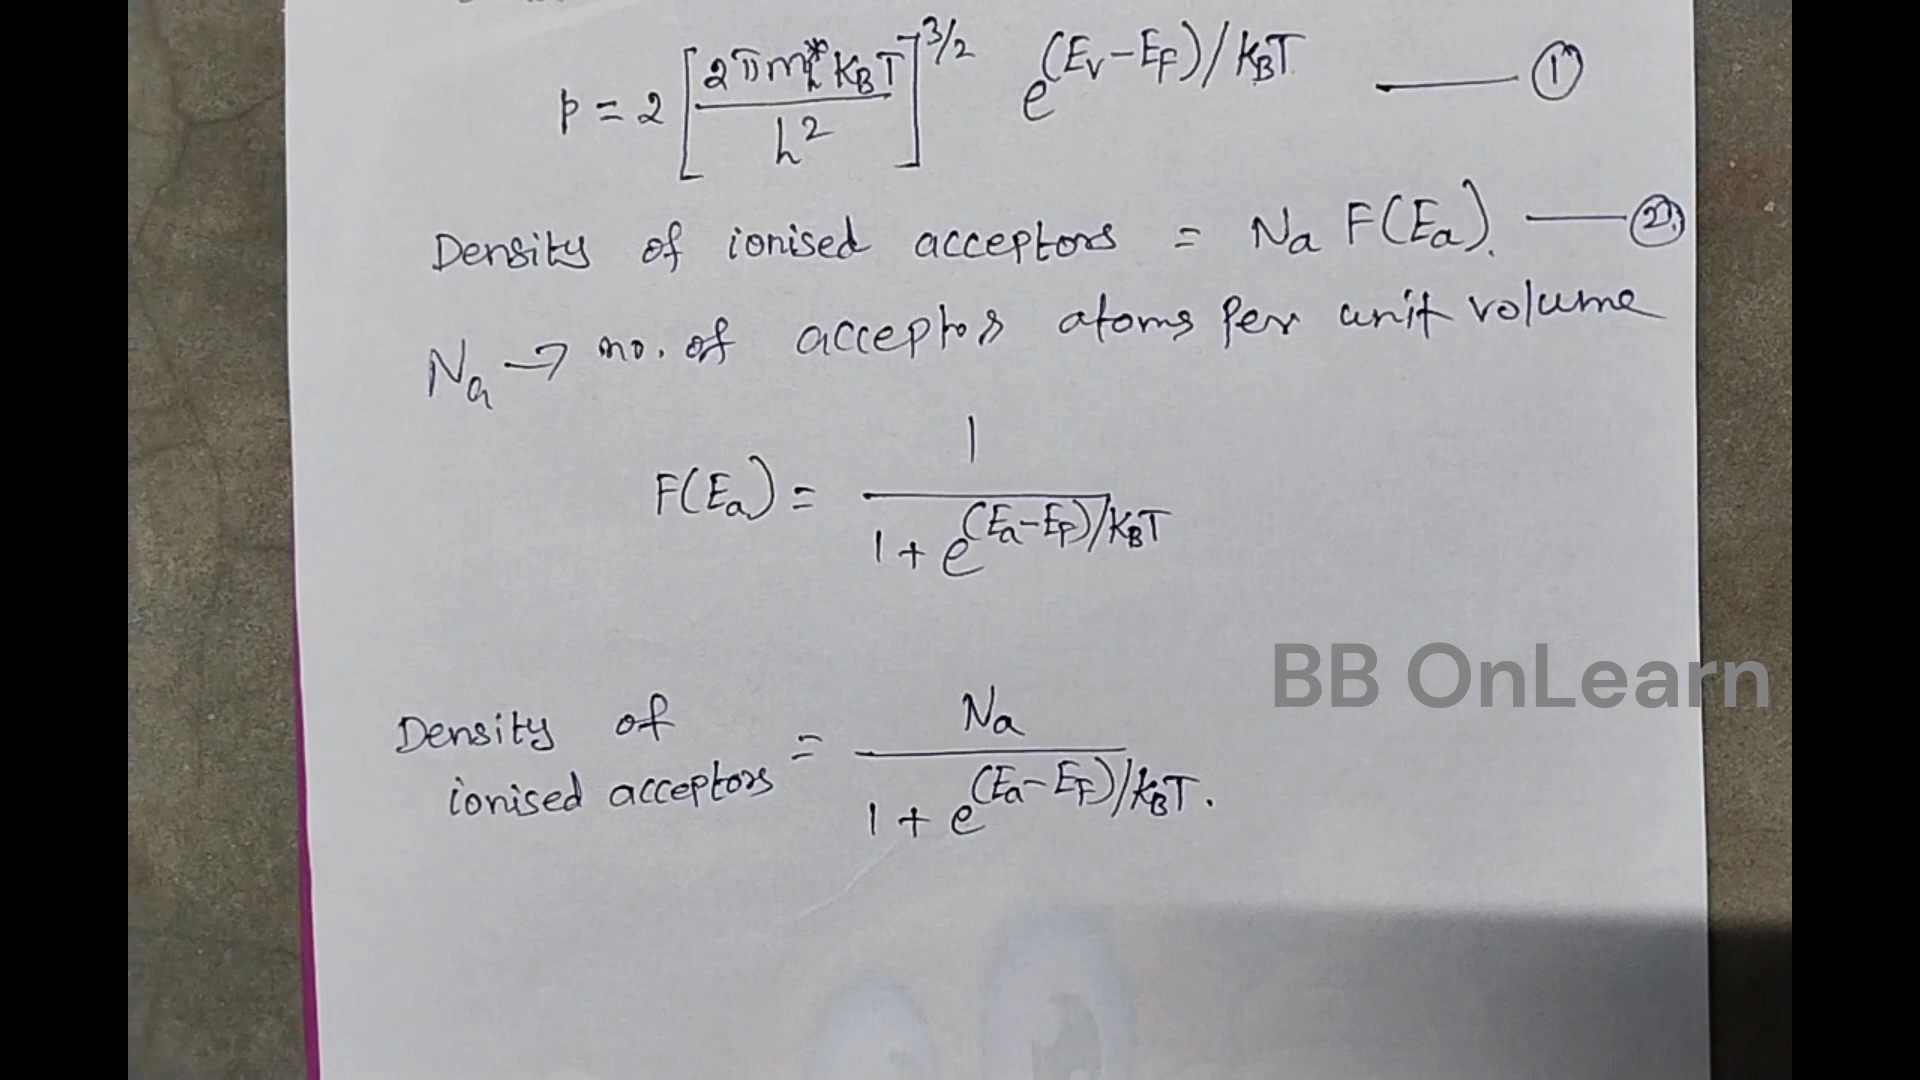 p = 2 [2πm*h KBT / h²]^3/2 e^(Ev-EF)/KBT —— ①
Density of ionised acceptors = Na F(Ea). —— ②
Na → no. of acceptor atoms per unit volume
F(Ea) = 1 / 1 + e^(Ea-EF)/KBT
Density of ionised acceptors = Na / 1 + e^(Ea-EF)/KBT.
BB OnLearn